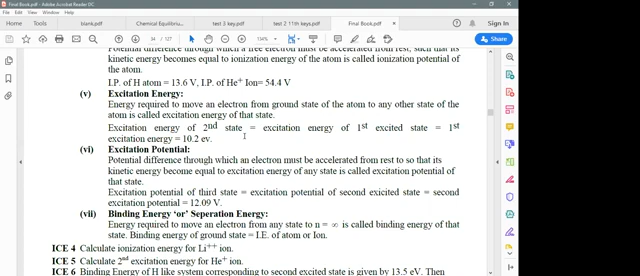 Final Book.pdf - Adobe Acrobat Reader DC
File Edit View Window Help
Home Tools blank.pdf Chemical Equilibriu... test 3 key.pdf test 2 11th keys.pdf Final Book.pdf × Sign In
34 / 127 134% Share
Potential difference through which a free electron must be accelerated from rest, such that its
kinetic energy becomes equal to ionization energy of the atom is called ionization potential of
the atom.
I.P. of H atom = 13.6 V, I.P. of He⁺ Ion= 54.4 V
(v) Excitation Energy:
Energy required to move an electron from ground state of the atom to any other state of the
atom is called excitation energy of that state.
Excitation energy of 2nd state = excitation energy of 1st excited state = 1st
excitation energy = 10.2 ev.
(vi) Excitation Potential:
Potential difference through which an electron must be accelerated from rest to so that its
kinetic energy become equal to excitation energy of any state is called excitation potential of
that state.
Excitation potential of third state = excitation potential of second exicited state = second
excitation potential = 12.09 V.
(vii) Binding Energy ‘or’ Seperation Energy:
Energy required to move an electron from any state to n = ∞ is called binding energy of that
state. Binding energy of ground state = I.E. of atom or Ion.
ICE 4 Calculate ionization energy for Li⁺⁺ ion.
ICE 5 Calculate 2nd excitation energy for He⁺ ion.
ICE 6 Binding Energy of H like system corresponding to second excited state is given by 13.5 eV. Then